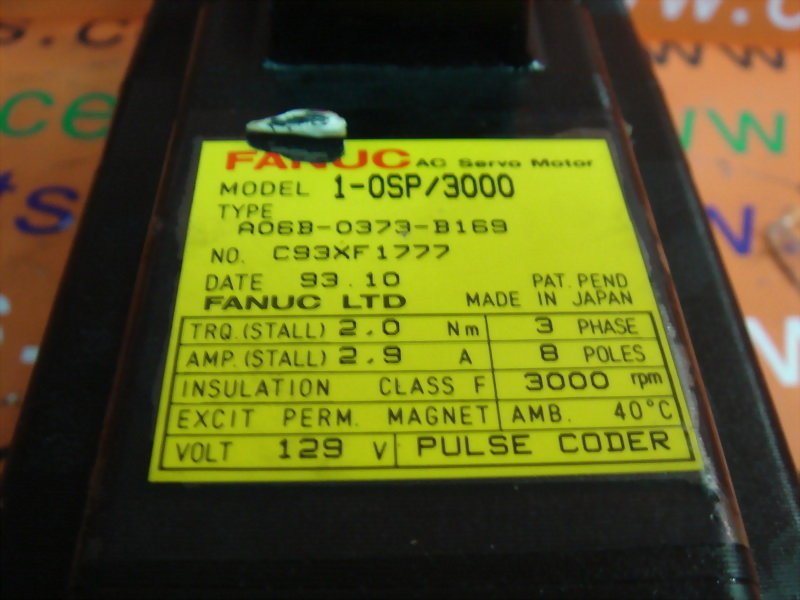 FANUC AC Servo Motor
MODEL 1-0SP/3000
TYPE
A06B-0373-B169
NO. C93XF1777
DATE 93.10 PAT. PEND
FANUC LTD MADE IN JAPAN
TRQ.(STALL) 2.0 Nm 3 PHASE
AMP.(STALL) 2.9 A 8 POLES
INSULATION CLASS F 3000 rpm
EXCIT PERM. MAGNET AMB. 40°C
VOLT 129 V PULSE CODER